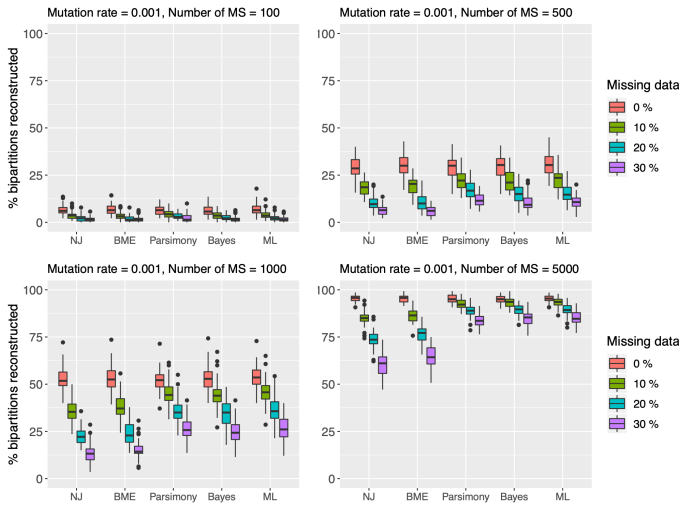 Mutation rate = 0.001, Number of MS = 100
Mutation rate = 0.001, Number of MS = 500
% bipartitions reconstructed
100
75
50
25
0
NJ BME Parsimony Bayes ML
100
75
50
25
0
NJ BME Parsimony Bayes ML
Missing data
0 %
10 %
20 %
30 %
Mutation rate = 0.001, Number of MS = 1000
Mutation rate = 0.001, Number of MS = 5000
% bipartitions reconstructed
100
75
50
25
0
NJ BME Parsimony Bayes ML
100
75
50
25
0
NJ BME Parsimony Bayes ML
Missing data
0 %
10 %
20 %
30 %